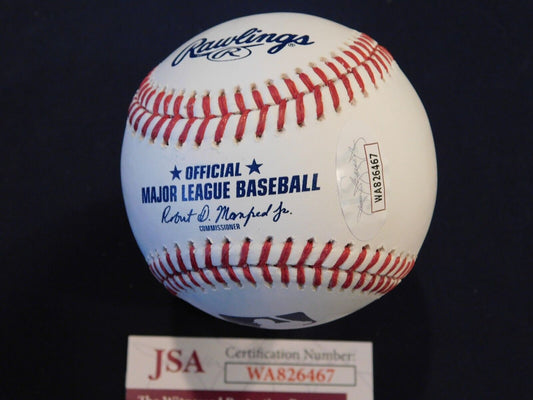 Rawlings
R
OFFICIAL
MAJOR LEAGUE BASEBALL
Robert D. Manfred Jr.
COMMISSIONER
WA826467
JSA
Certification Number:
WA826467